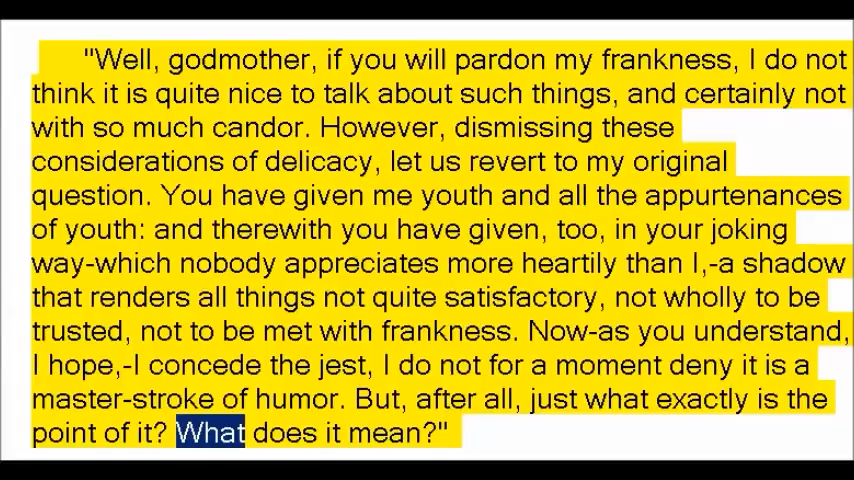 "Well, godmother, if you will pardon my frankness, I do not
think it is quite nice to talk about such things, and certainly not
with so much candor. However, dismissing these
considerations of delicacy, let us revert to my original
question. You have given me youth and all the appurtenances
of youth: and therewith you have given, too, in your joking
way-which nobody appreciates more heartily than I,-a shadow
that renders all things not quite satisfactory, not wholly to be
trusted, not to be met with frankness. Now-as you understand,
I hope,-I concede the jest, I do not for a moment deny it is a
master-stroke of humor. But, after all, just what exactly is the
point of it? What does it mean?"